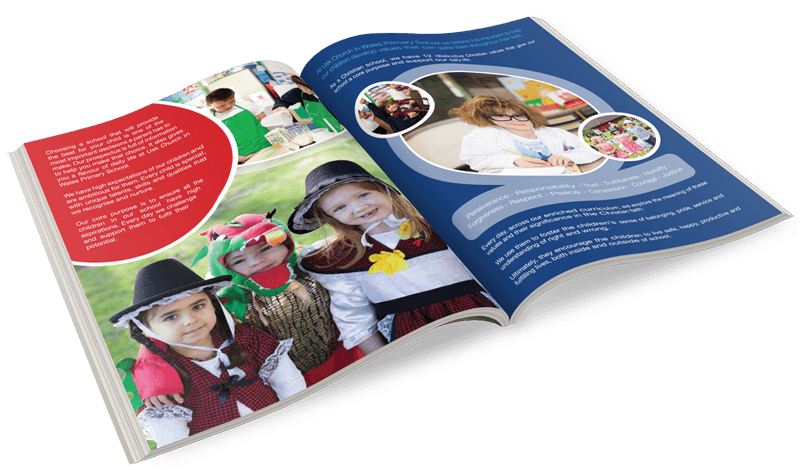 Choosing a school that will provide
the best for your child is one of the
most important decisions a parent has to
make. Our prospectus is full of information
to help you make that choice. It also gives
you a flavour of daily life at Usk Church in
Wales Primary School.
We have high expectations of our children and
are ambitious for them. Every child is special,
with unique talents, skills and qualities that
we recognise and nurture.
Our core purpose is to ensure all the
children in our school have high
aspirations. Every day we challenge
and support them to fulfil their
potential.
At Usk Church in Wales Primary School we believe it is important to help
our children develop values that can guide them throughout their lives.
As a Christian school, we have 12 distinctive Christian values that give our
school a core purpose and support our daily life.
Perseverance - Responsibility - Trust - Truthfulness - Humility
Forgiveness - Respect - Peace - Compassion - Courage - Justice
Every day, across our enriched curriculum, we explore the meaning of these
values and their significance in the Christian faith.
We use them to foster the children's sense of belonging, pride, service and
understanding of right and wrong.
Ultimately, they encourage the children to live safe, happy, productive and
fulfilling lives both inside and outside of school.